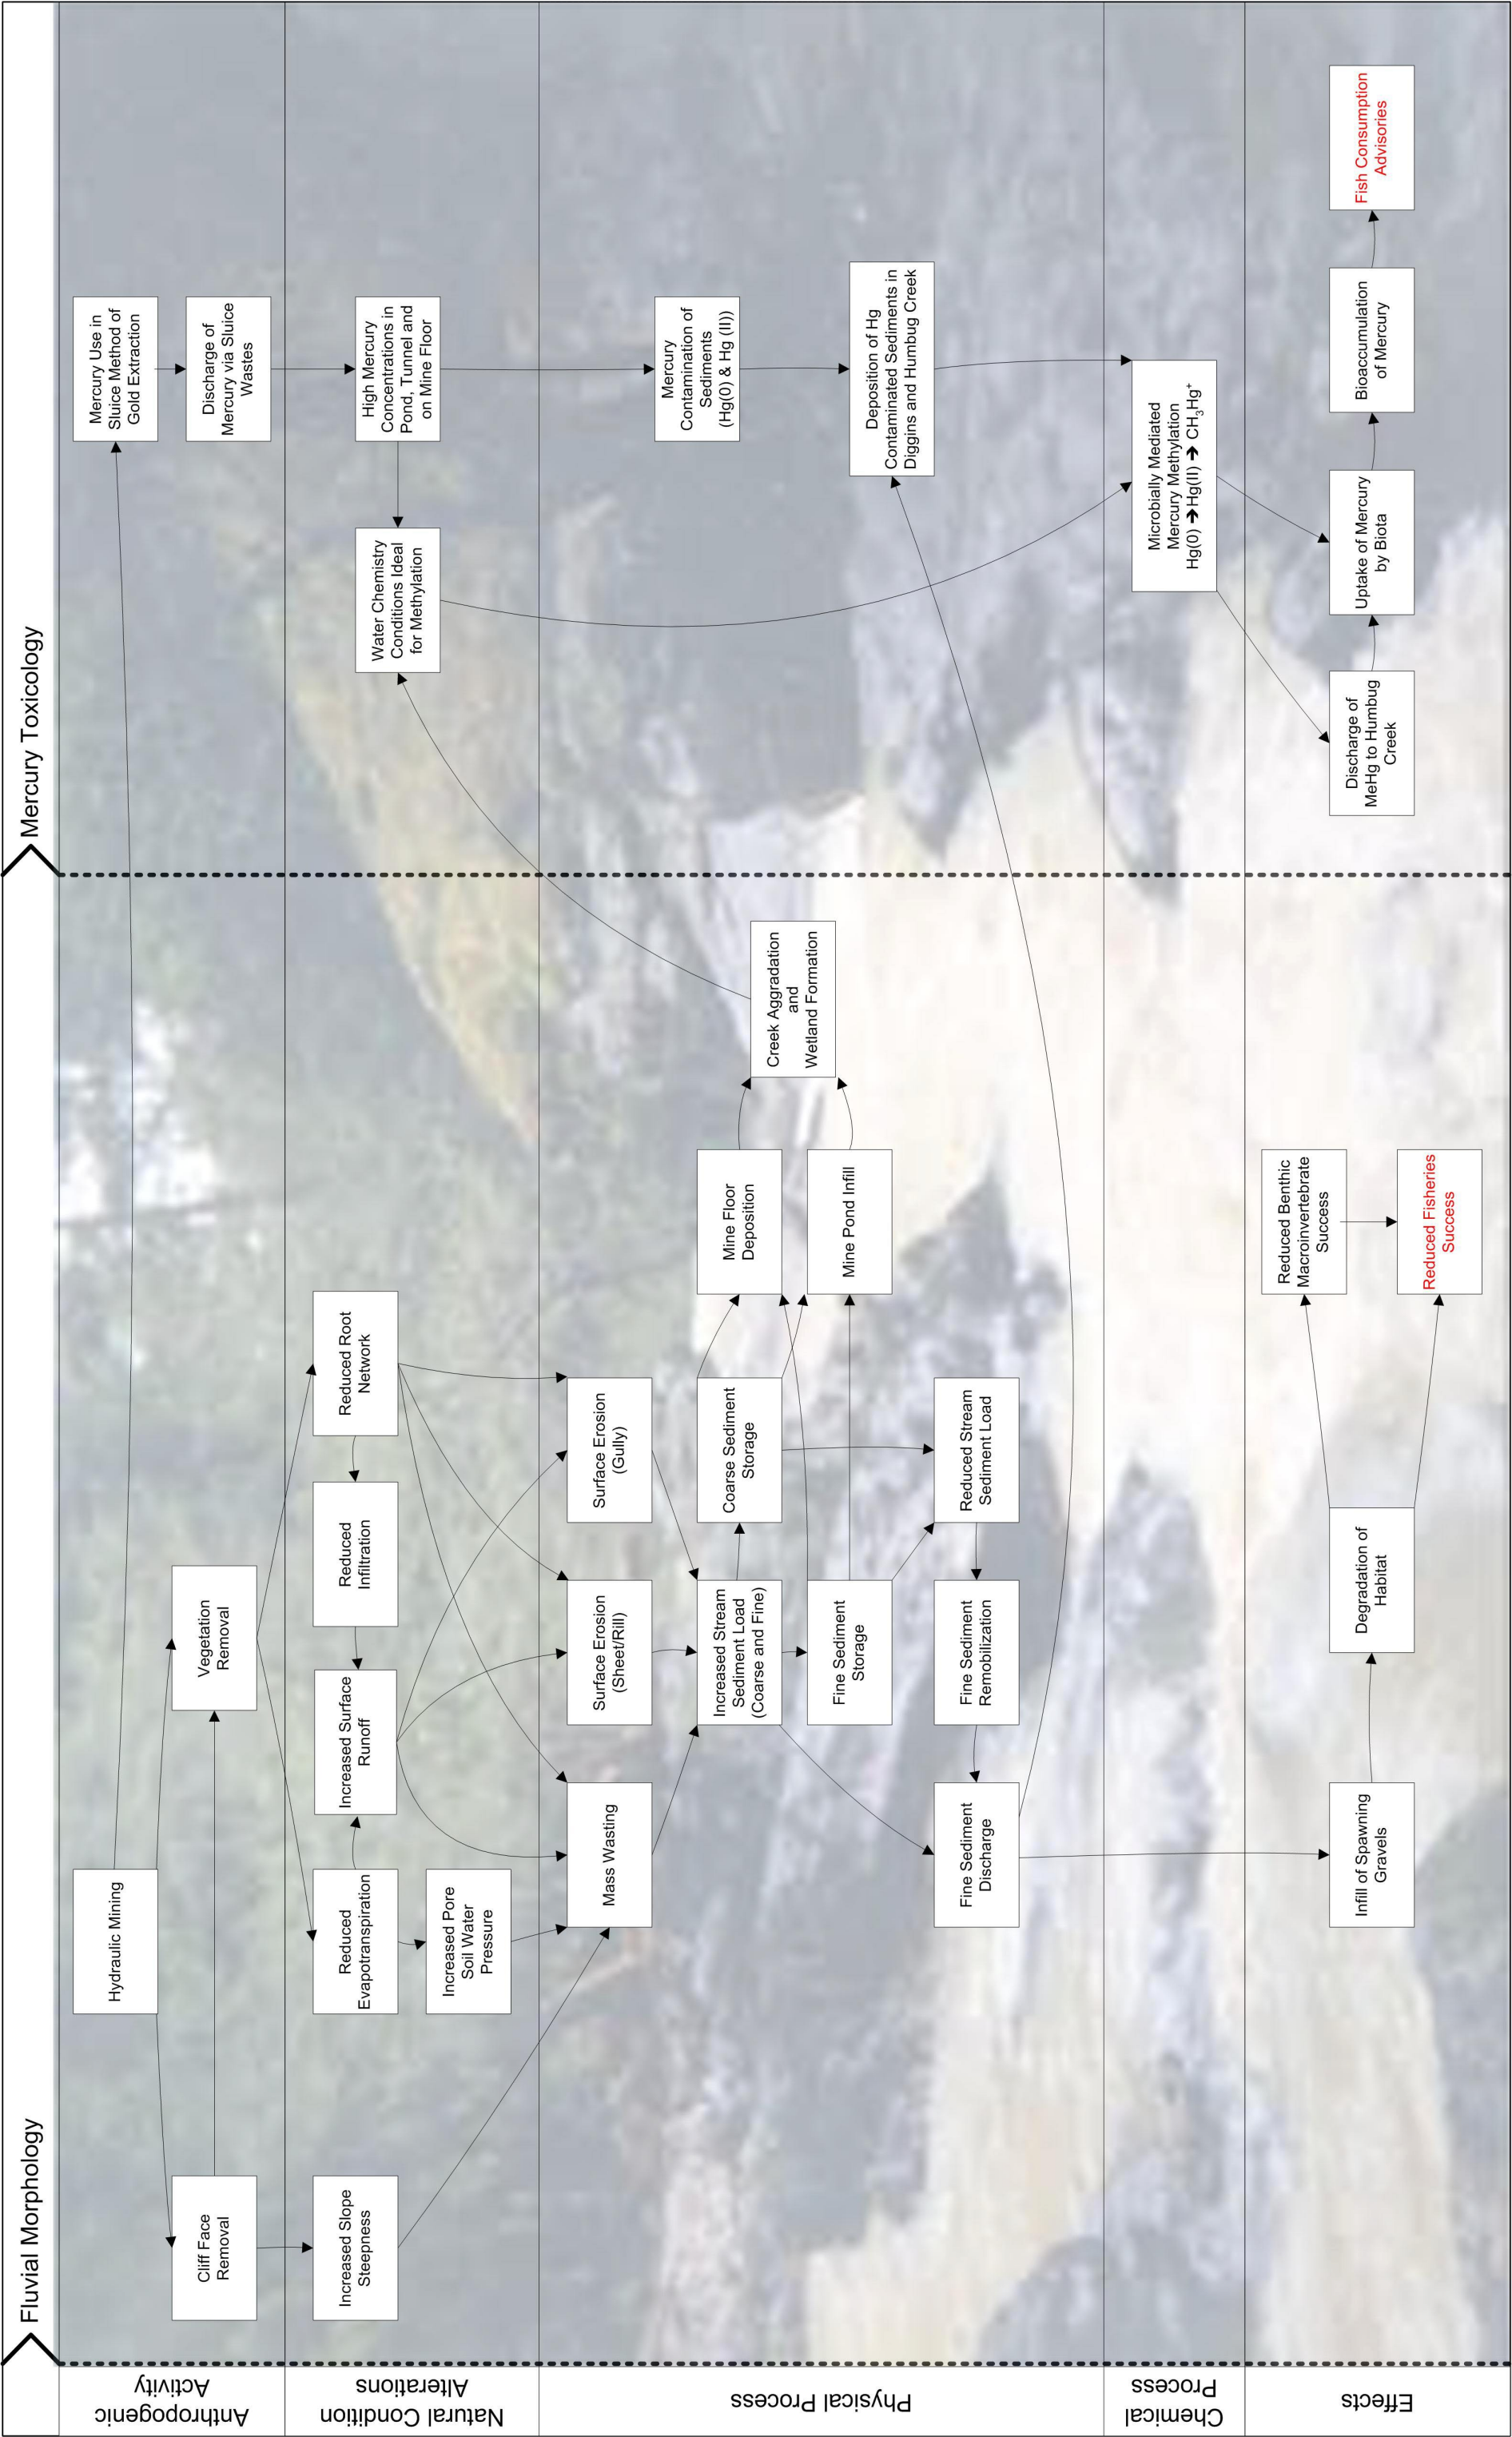 Fluvial Morphology
Mercury Toxicology
Anthropogenic
Activity
Hydraulic Mining
Mercury Use in
Sluice Method of
Gold Extraction
Cliff Face
Removal
Vegetation
Removal
Discharge of
Mercury via Sluice
Wastes
Natural Condition
Alterations
Increased Slope
Steepness
Reduced
Evapotranspiration
Increased Surface
Runoff
Reduced
Infiltration
Reduced Root
Network
Increased Pore
Soil Water
Pressure
Water Chemistry
Conditions Ideal
for Methylation
High Mercury
Concentrations in
Pond, Tunnel and
on Mine Floor
Physical Process
Mass Wasting
Surface Erosion
(Sheet/Rill)
Surface Erosion
(Gully)
Mercury
Contamination of
Sediments
(Hg(0) & Hg (II))
Increased Stream
Sediment Load
(Coarse and Fine)
Coarse Sediment
Storage
Mine Floor
Deposition
Creek Aggradation
and
Wetland Formation
Fine Sediment
Storage
Mine Pond Infill
Deposition of Hg
Contaminated Sediments in
Diggins and Humbug Creek
Fine Sediment
Discharge
Fine Sediment
Remobilization
Reduced Stream
Sediment Load
Chemical
Process
Microbially Mediated
Mercury Methylation
Hg(0) ➔ Hg(II) ➔ CH₃Hg⁺
Effects
Infill of Spawning
Gravels
Degradation of
Habitat
Reduced Benthic
Macroinvertebrate
Success
Reduced Fisheries
Success
Discharge of
MeHg to Humbug
Creek
Uptake of Mercury
by Biota
Bioaccumulation
of Mercury
Fish Consumption
Advisories